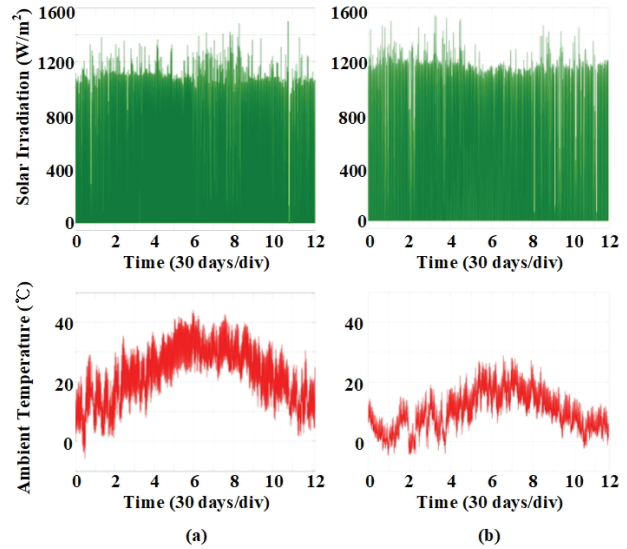 Solar Irradiation (W/m²)
1600
1200
800
400
0
0 2 4 6 8 10 12
Time (30 days/div)
1600
1200
800
400
0
0 2 4 6 8 10 12
Time (30 days/div)
Ambient Temperature (℃)
40
20
0
0 2 4 6 8 10 12
Time (30 days/div)
(a)
40
20
0
0 2 4 6 8 10 12
Time (30 days/div)
(b)